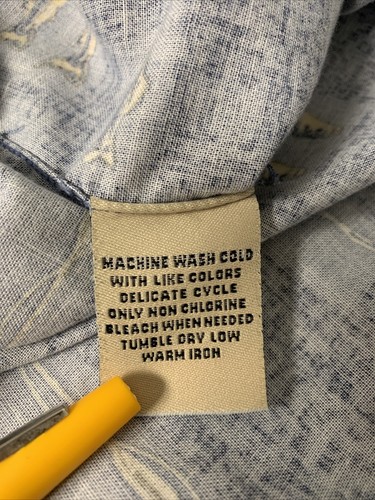 MACHINE WASH COLD
WITH LIKE COLORS
DELICATE CYCLE
ONLY NON CHLORINE
BLEACH WHEN NEEDED
TUMBLE DRY LOW
WARM IRON